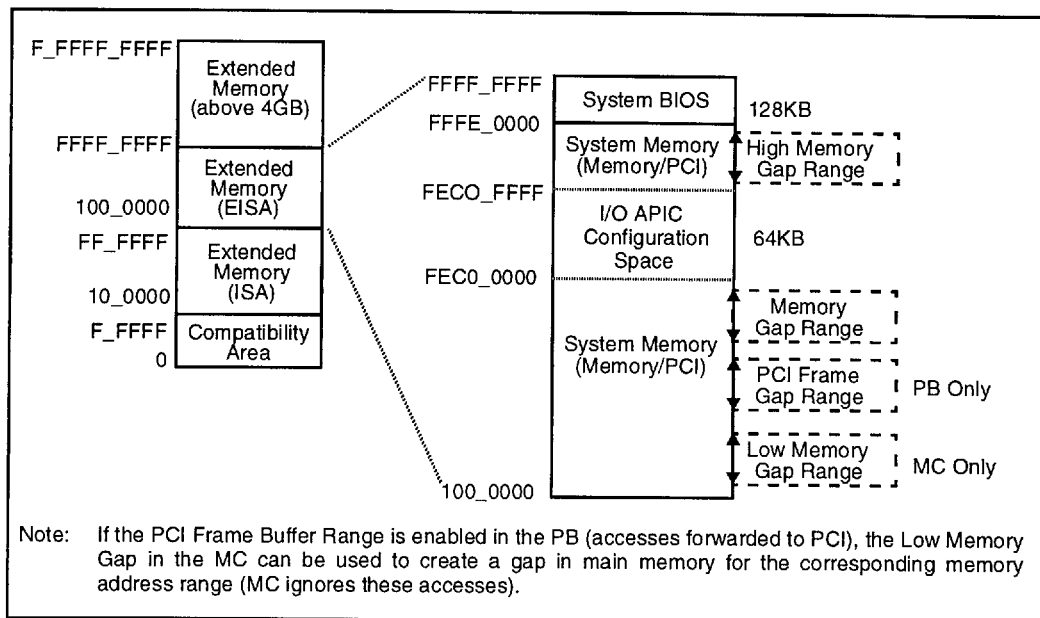 F_FFFF_FFFF
Extended
Memory
(above 4GB)
FFFF_FFFF
Extended
Memory
(EISA)
100_0000
FF_FFFF
Extended
Memory
(ISA)
10_0000
F_FFFF
Compatibility
Area
0
FFFF_FFFF
System BIOS
128KB
FFFE_0000
System Memory
(Memory/PCI)
High Memory
Gap Range
FECO_FFFF
I/O APIC
Configuration
Space
64KB
FEC0_0000
System Memory
(Memory/PCI)
Memory
Gap Range
PCI Frame
Gap Range
PB Only
Low Memory
Gap Range
MC Only
100_0000
Note: If the PCI Frame Buffer Range is enabled in the PB (accesses forwarded to PCI), the Low Memory
Gap in the MC can be used to create a gap in main memory for the corresponding memory
address range (MC ignores these accesses).